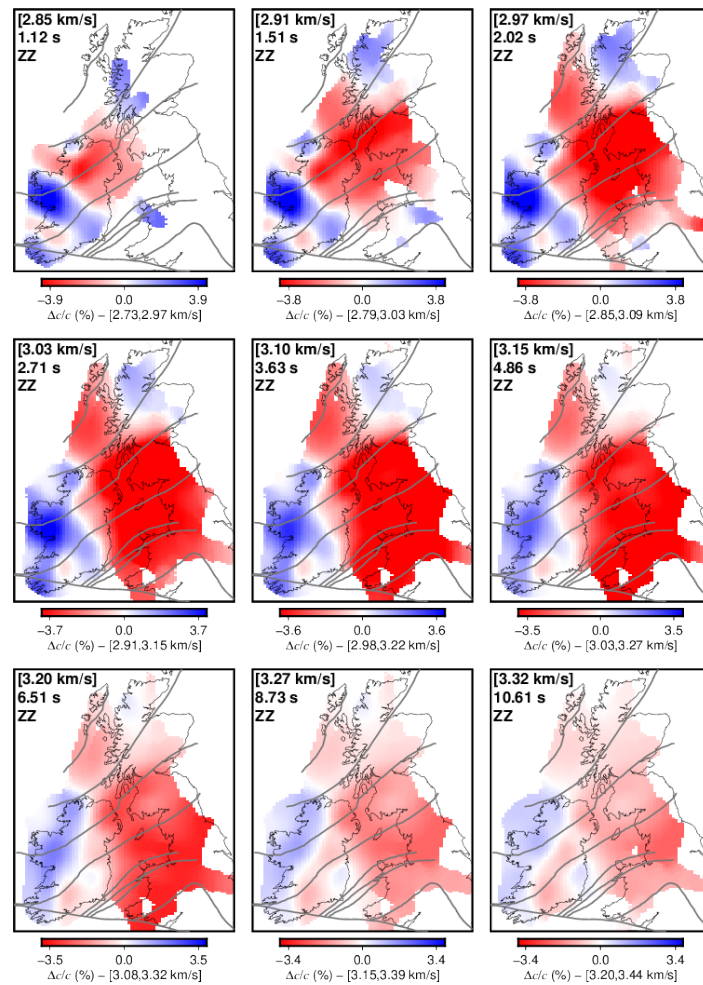 [2.85 km/s]
1.12 s
ZZ
−3.9 0.0 3.9
Δc/c (%) − [2.73,2.97 km/s]
[2.91 km/s]
1.51 s
ZZ
−3.8 0.0 3.8
Δc/c (%) − [2.79,3.03 km/s]
[2.97 km/s]
2.02 s
ZZ
−3.8 0.0 3.8
Δc/c (%) − [2.85,3.09 km/s]
[3.03 km/s]
2.71 s
ZZ
−3.7 0.0 3.7
Δc/c (%) − [2.91,3.15 km/s]
[3.10 km/s]
3.63 s
ZZ
−3.6 0.0 3.6
Δc/c (%) − [2.98,3.22 km/s]
[3.15 km/s]
4.86 s
ZZ
−3.5 0.0 3.5
Δc/c (%) − [3.03,3.27 km/s]
[3.20 km/s]
6.51 s
ZZ
−3.5 0.0 3.5
Δc/c (%) − [3.08,3.32 km/s]
[3.27 km/s]
8.73 s
ZZ
−3.4 0.0 3.4
Δc/c (%) − [3.15,3.39 km/s]
[3.32 km/s]
10.61 s
ZZ
−3.4 0.0 3.4
Δc/c (%) − [3.20,3.44 km/s]